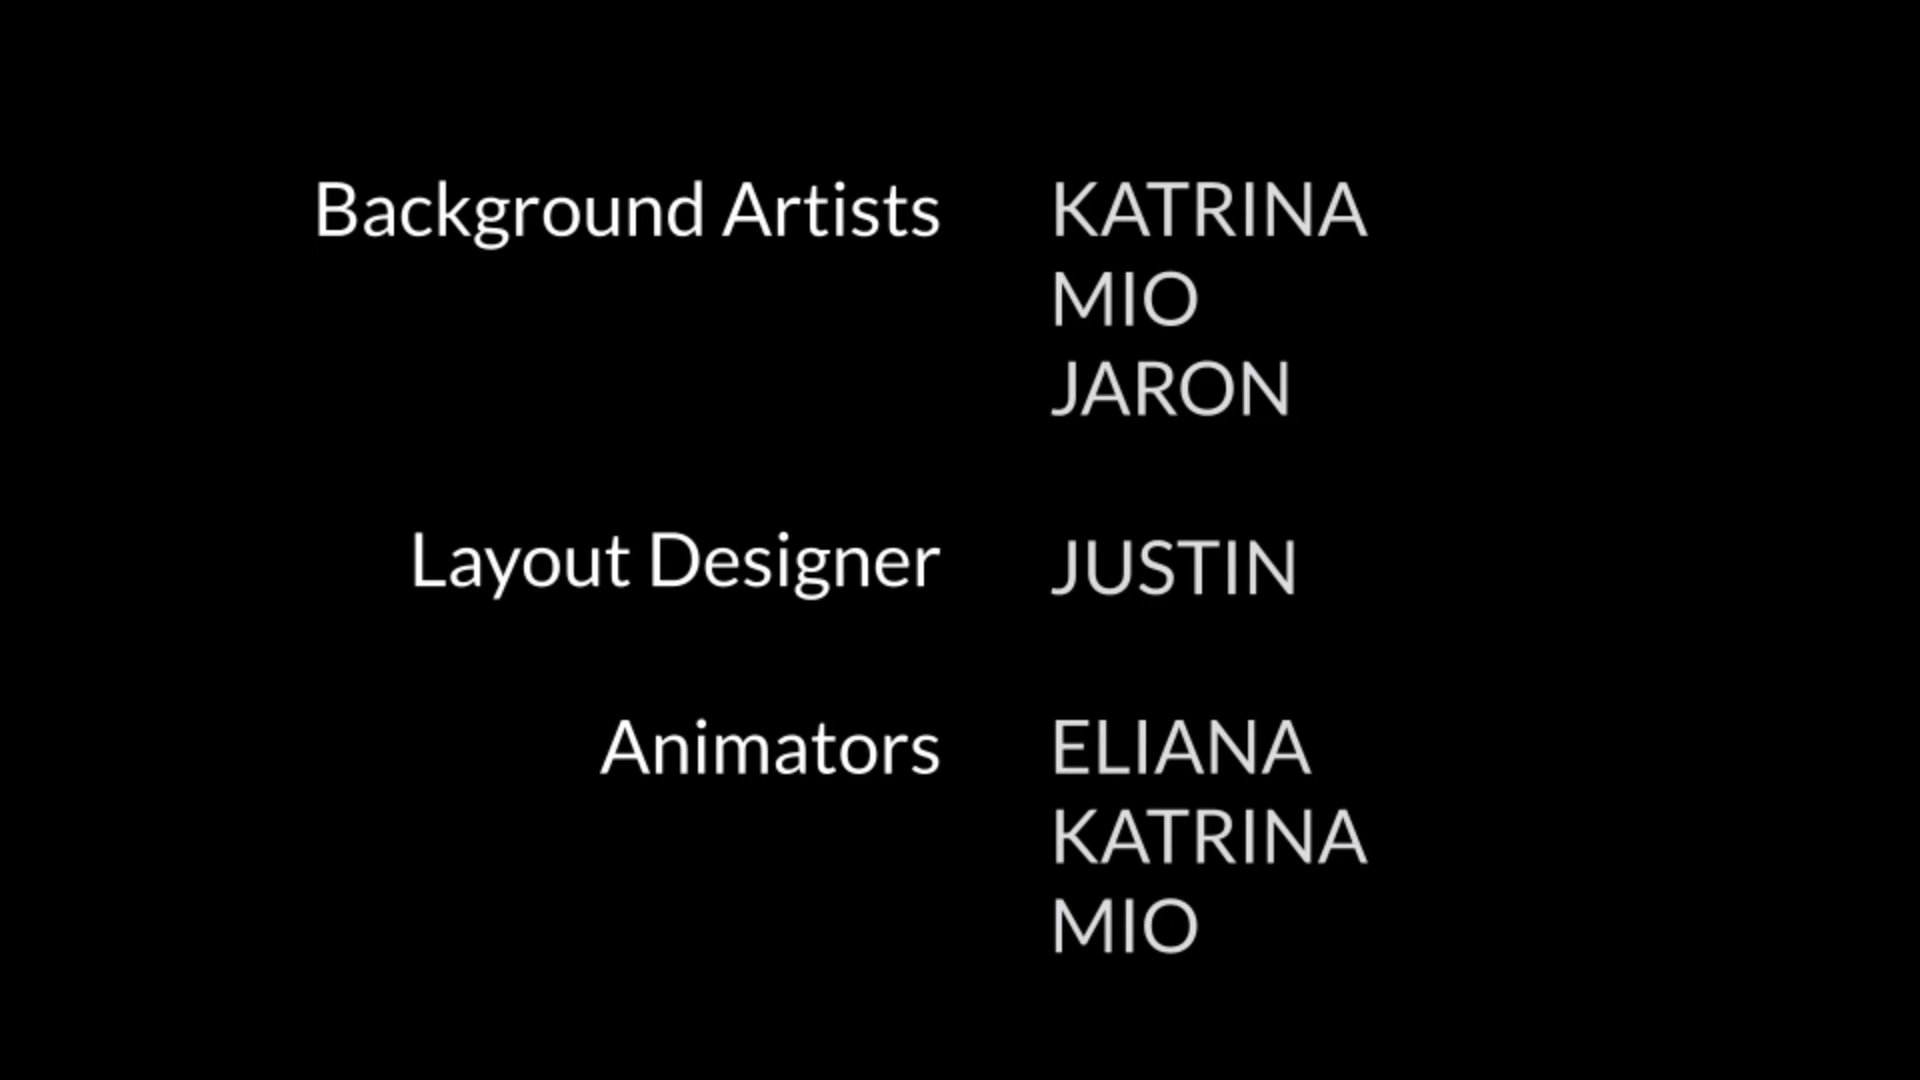 Background Artists KATRINA
MIO
JARON
Layout Designer JUSTIN
Animators ELIANA
KATRINA
MIO